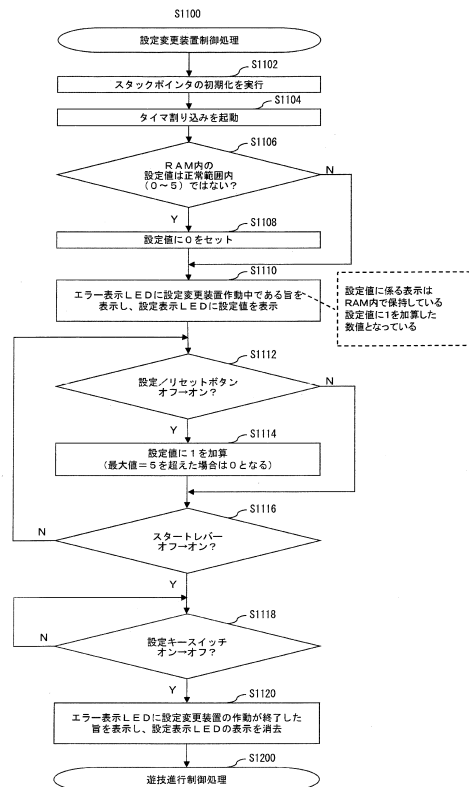 S1100
設定変更装置制御処理
S1102
スタックポインタの初期化を実行
S1104
タイマ割り込みを起動
S1106
RAM内の
設定値は正常範囲内
(0~5)ではない?
N
Y
S1108
設定値に0をセット
S1110
エラー表示LEDに設定変更装置作動中である旨を
表示し、設定表示LEDに設定値を表示
設定値に係る表示は
RAM内で保持している
設定値に1を加算した
数値となっている
S1112
設定/リセットボタン
オフ→オン?
N
Y
S1114
設定値に1を加算
(最大値=5を超えた場合は0となる)
S1116
スタートレバー
オフ→オン?
N
Y
S1118
設定キースイッチ
オン→オフ?
N
Y
S1120
エラー表示LEDに設定変更装置の作動が終了した
旨を表示し、設定表示LEDの表示を消去
S1200
遊技進行制御処理